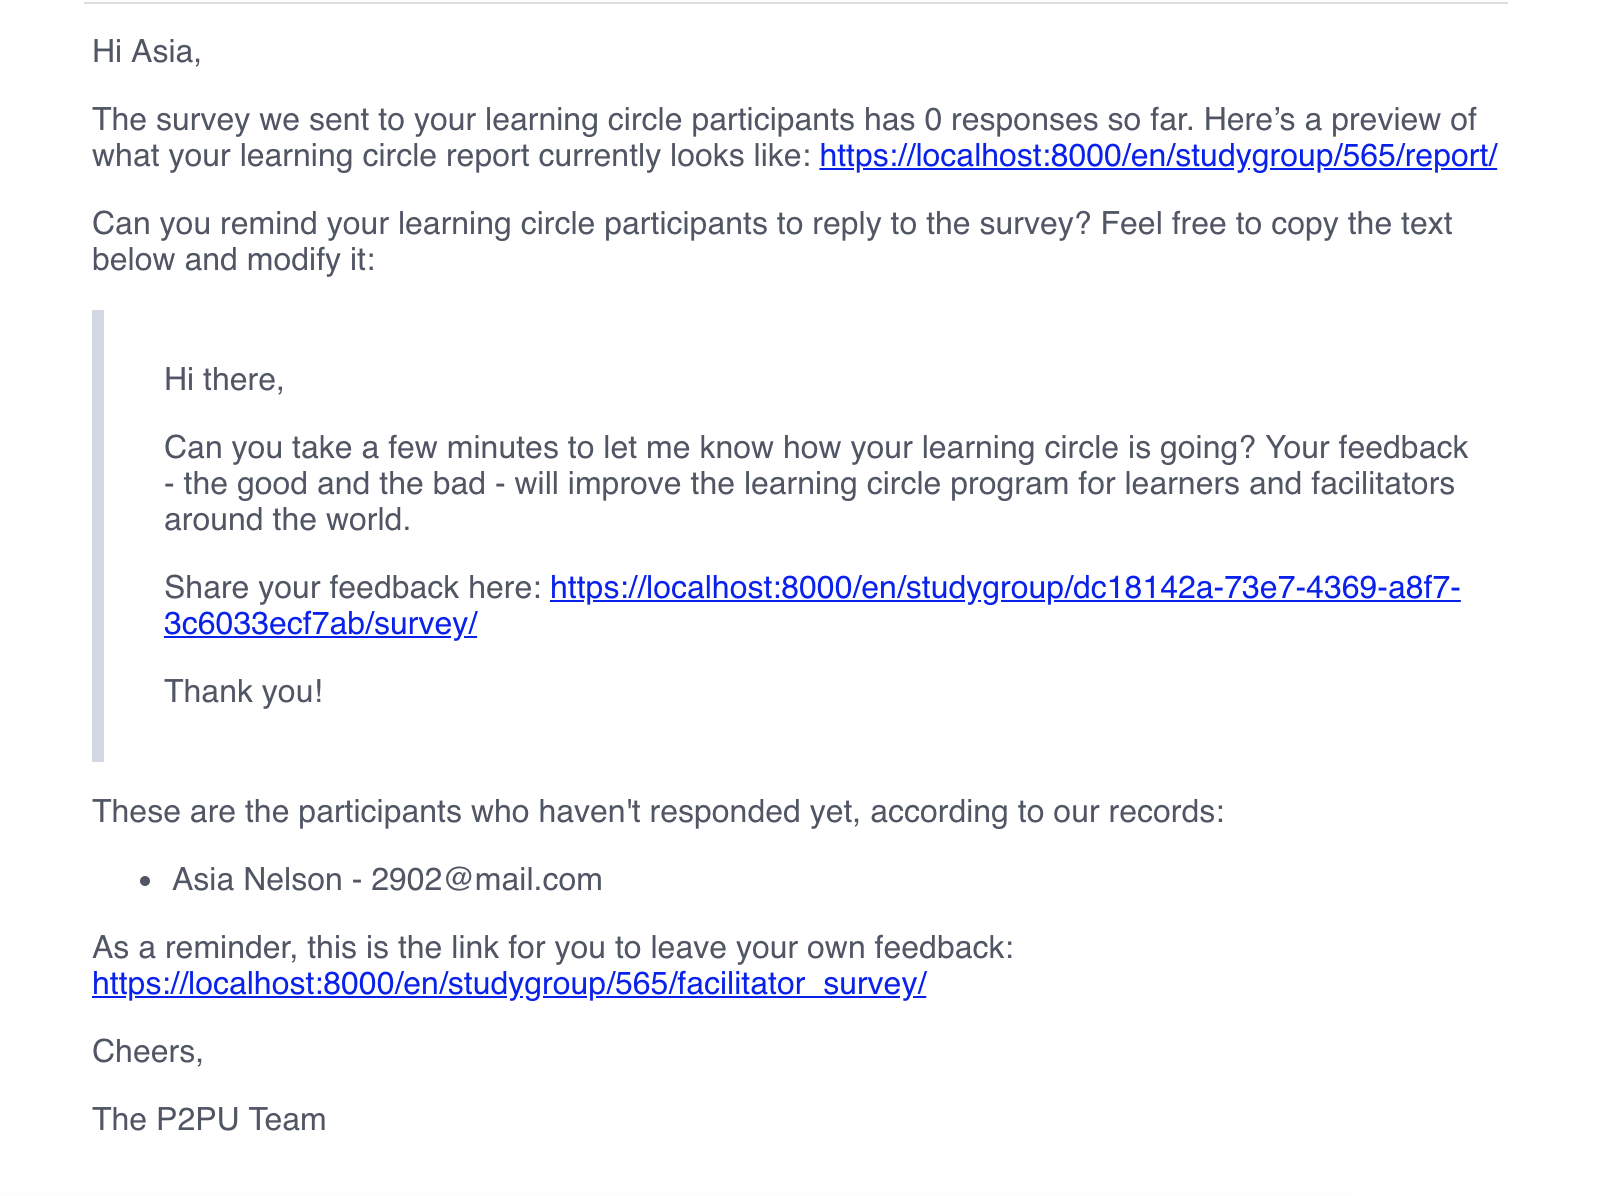 Hi Asia,
The survey we sent to your learning circle participants has 0 responses so far. Here’s a preview of
what your learning circle report currently looks like: https://localhost:8000/en/studygroup/565/report/
Can you remind your learning circle participants to reply to the survey? Feel free to copy the text
below and modify it:
Hi there,
Can you take a few minutes to let me know how your learning circle is going? Your feedback
- the good and the bad - will improve the learning circle program for learners and facilitators
around the world.
Share your feedback here: https://localhost:8000/en/studygroup/dc18142a-73e7-4369-a8f7-
3c6033ecf7ab/survey/
Thank you!
These are the participants who haven't responded yet, according to our records:
• Asia Nelson - 2902@mail.com
As a reminder, this is the link for you to leave your own feedback:
https://localhost:8000/en/studygroup/565/facilitator_survey/
Cheers,
The P2PU Team